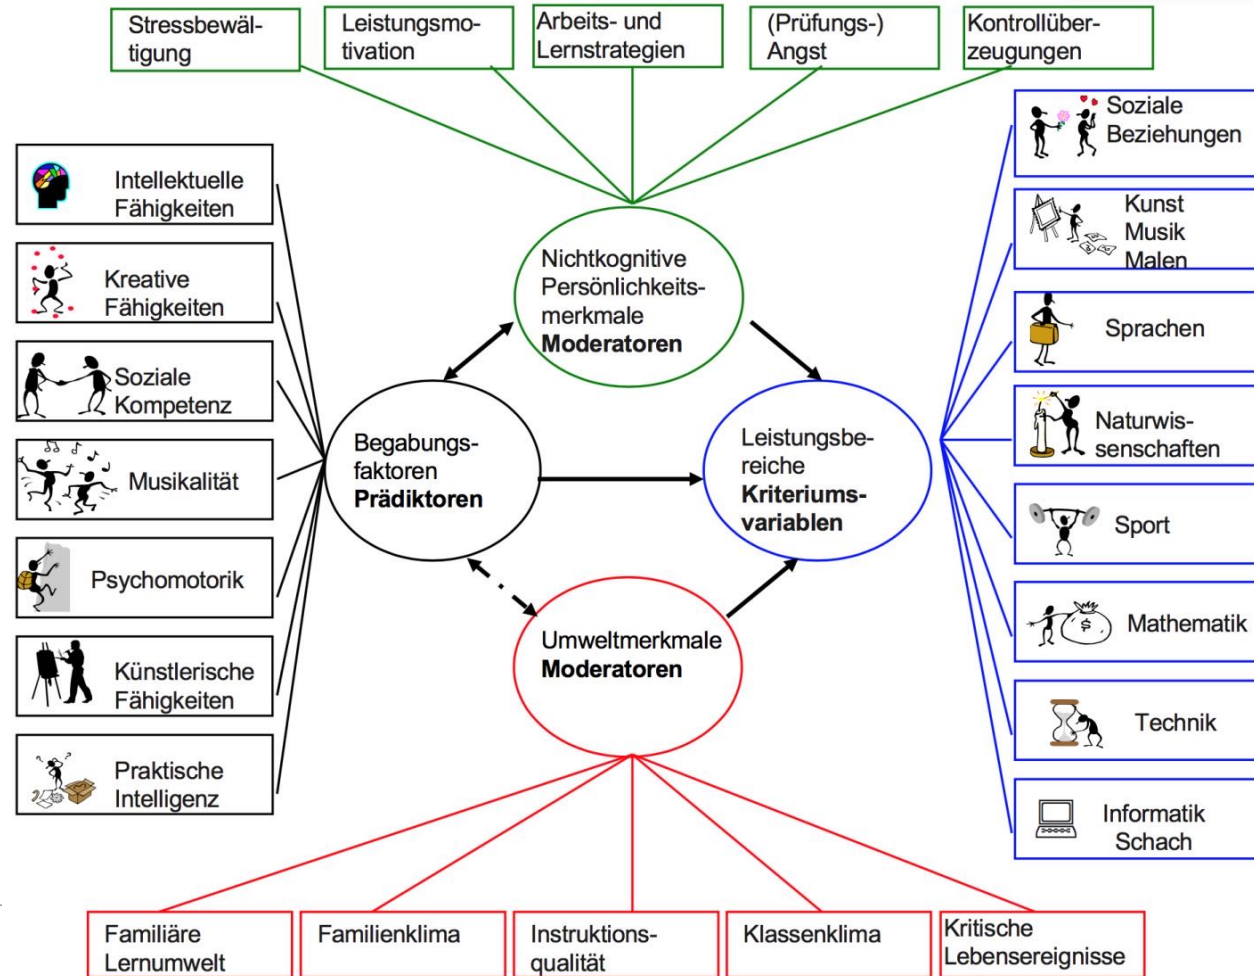 Stressbewäl-
tigung
Leistungsmo-
tivation
Arbeits- und
Lernstrategien
(Prüfungs-)
Angst
Kontrollüber-
zeugungen
Intellektuelle
Fähigkeiten
Kreative
Fähigkeiten
Soziale
Kompetenz
Musikalität
Psychomotorik
Künstlerische
Fähigkeiten
Praktische
Intelligenz
Nichtkognitive
Persönlichkeits-
merkmale
Moderatoren
Begabungs-
faktoren
Prädiktoren
Leistungsbe-
reiche
Kriteriums-
variablen
Umweltmerkmale
Moderatoren
Soziale
Beziehungen
Kunst
Musik
Malen
Sprachen
Naturwis-
senschaften
Sport
$
Mathematik
Technik
Informatik
Schach
Familiäre
Lernumwelt
Familienklima
Instruktions-
qualität
Klassenklima
Kritische
Lebensereignisse